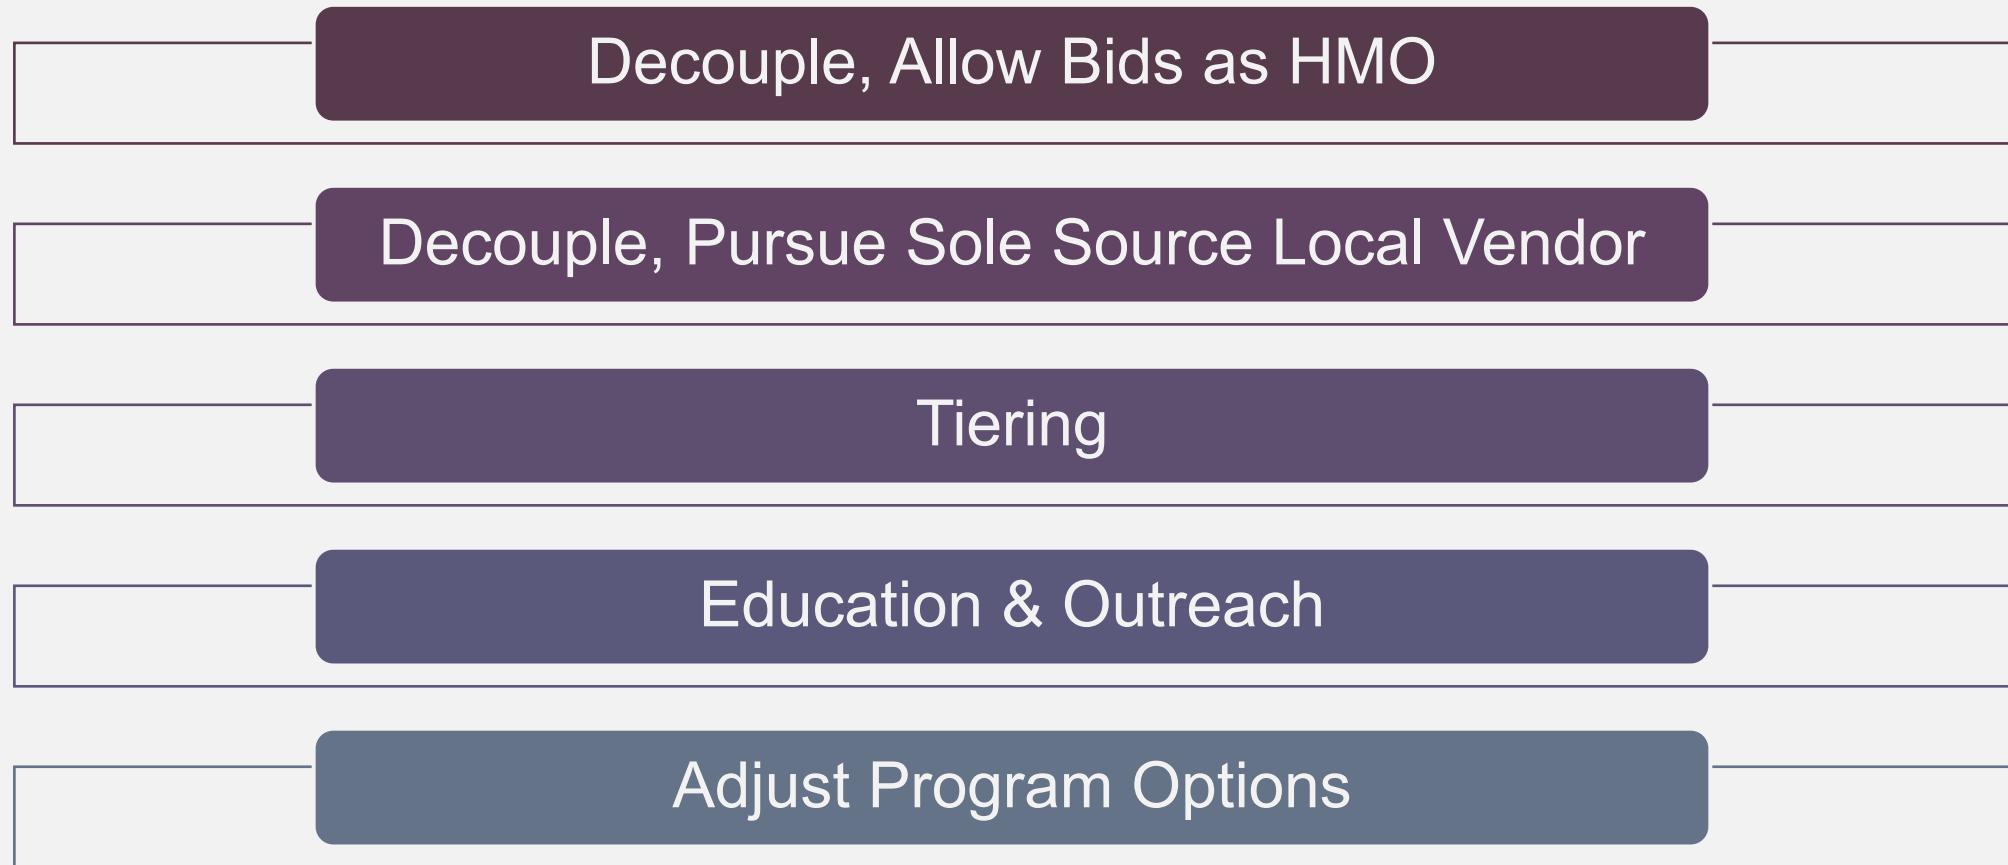 Decouple, Allow Bids as HMO
Decouple, Pursue Sole Source Local Vendor
Tiering
Education & Outreach
Adjust Program Options